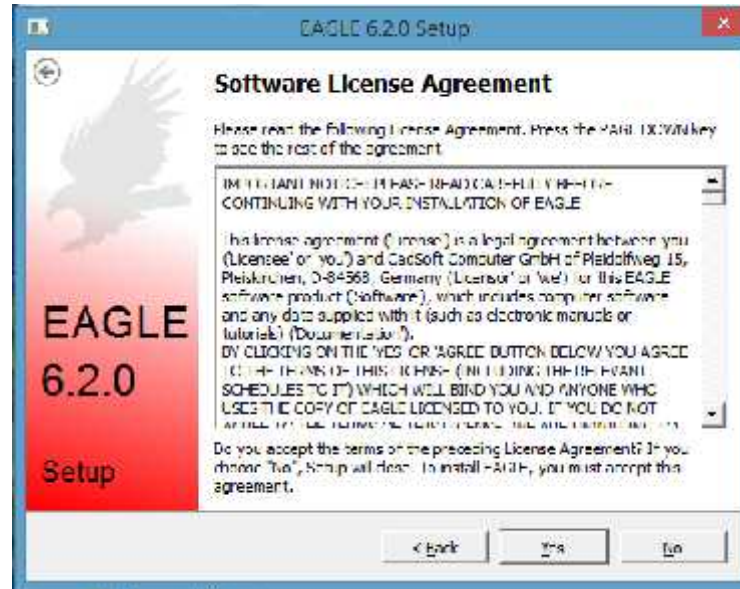 EAGLE 6.2.0 Setup
Software License Agreement
Please read the following License Agreement. Press the PAGE DOWN key
to see the rest of the agreement
IMPORTANT NOTICE: PLEASE READ CAREFULLY BEFORE
CONTINUING WITH YOUR INSTALLATION OF EAGLE
This license agreement ('License') is a legal agreement between you
('Licensee' or 'you') and CadSoft Computer GmbH of Pleidolfweg 15,
Pleiskirchen, D-84568, Germany ('Licensor' or 'we') for this EAGLE
software product ('Software'), which includes computer software
and any data supplied with it (such as electronic manuals or
tutorials) ('Documentation').
BY CLICKING ON THE 'YES' OR 'AGREE' BUTTON BELOW YOU AGREE
TO THE TERMS OF THIS LICENSE (INCLUDING THE RELEVANT
SCHEDULES TO IT) WHICH WILL BIND YOU AND ANYONE WHO
USES THE COPY OF EAGLE LICENSED TO YOU. IF YOU DO NOT
EAGLE
6.2.0
Setup
Do you accept the terms of the preceding License Agreement? If you
choose "No", Setup will close. To install EAGLE, you must accept this
agreement.
< Back
Yes
No